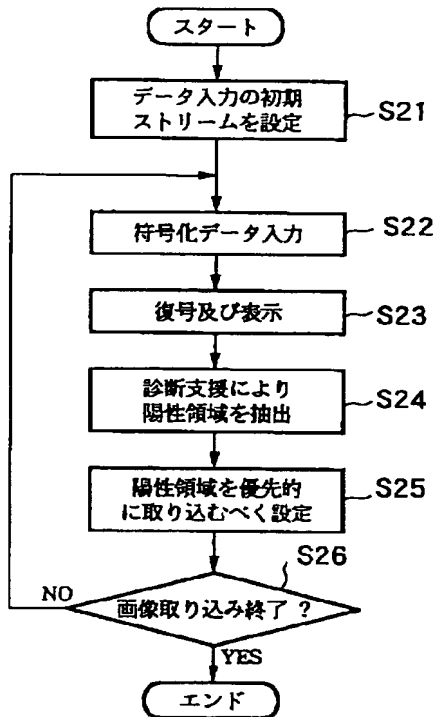 スタート
データ入力の初期
ストリームを設定
S21
符号化データ入力
S22
復号及び表示
S23
診断支援により
陽性領域を抽出
S24
陽性領域を優先的
に取り込むべく設定
S25
S26
NO
画像取り込み終了 ?
YES
エンド